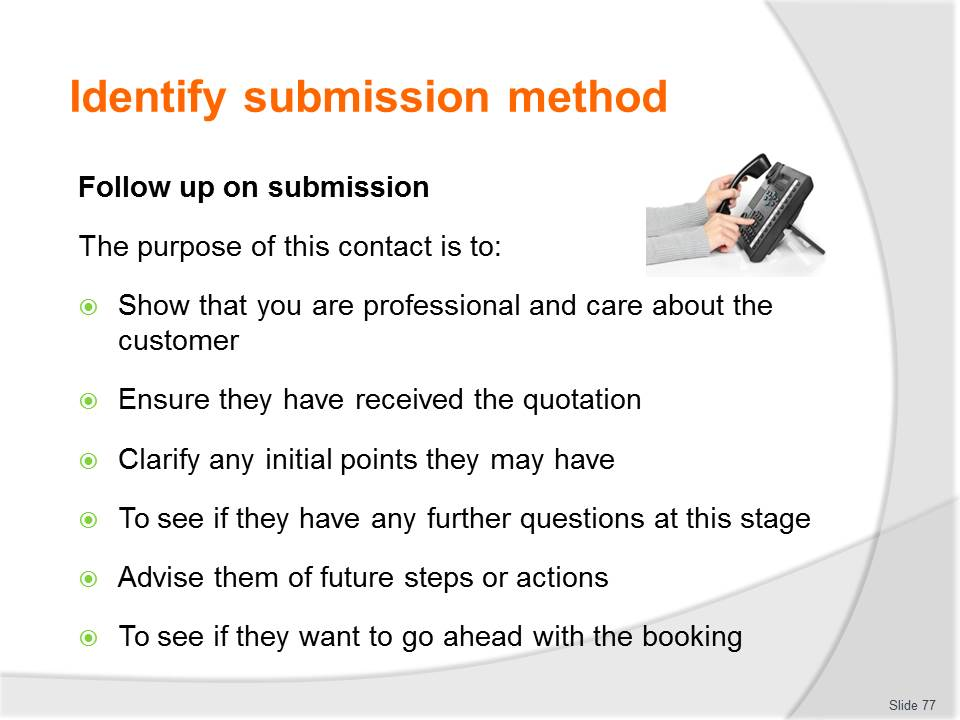 Identify submission method
Follow up on submission
The purpose of this contact is to:
Show that you are professional and care about the
customer
Ensure they have received the quotation
Clarify any initial points they may have
To see if they have any further questions at this stage
Advise them of future steps or actions
To see if they want to go ahead with the booking
Slide 77